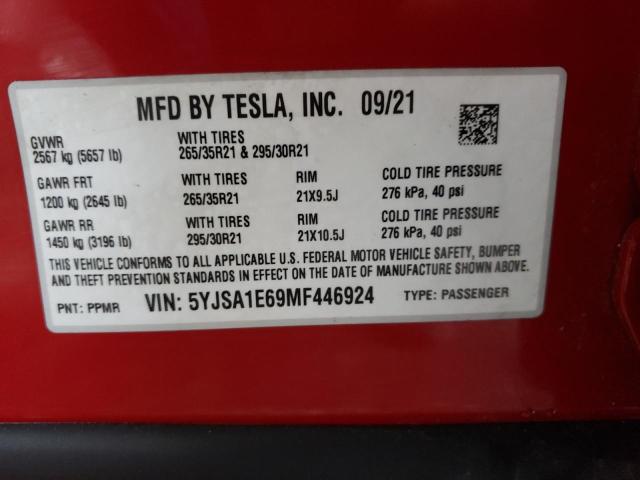 MFD BY TESLA, INC. 09/21
GVWR
2567 kg (5657 lb)
WITH TIRES
265/35R21 & 295/30R21
GAWR FRT
1200 kg (2645 lb)
WITH TIRES
265/35R21
RIM
21X9.5J
COLD TIRE PRESSURE
276 kPa, 40 psi
GAWR RR
1450 kg (3196 lb)
WITH TIRES
295/30R21
RIM
21X10.5J
COLD TIRE PRESSURE
276 kPa, 40 psi
THIS VEHICLE CONFORMS TO ALL APPLICABLE U.S. FEDERAL MOTOR VEHICLE SAFETY, BUMPER
AND THEFT PREVENTION STANDARDS IN EFFECT ON THE DATE OF MANUFACTURE SHOWN ABOVE.
PNT: PPMR VIN: 5YJSA1E69MF446924 TYPE: PASSENGER